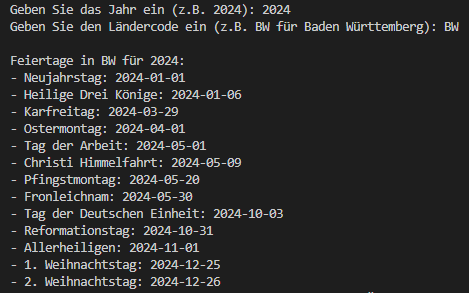 Geben Sie das Jahr ein (z.B. 2024): 2024
Geben Sie den Ländercode ein (z.B. BW für Baden Württemberg): BW
Feiertage in BW für 2024:
- Neujahrstag: 2024-01-01
- Heilige Drei Könige: 2024-01-06
- Karfreitag: 2024-03-29
- Ostermontag: 2024-04-01
- Tag der Arbeit: 2024-05-01
- Christi Himmelfahrt: 2024-05-09
- Pfingstmontag: 2024-05-20
- Fronleichnam: 2024-05-30
- Tag der Deutschen Einheit: 2024-10-03
- Reformationstag: 2024-10-31
- Allerheiligen: 2024-11-01
- 1. Weihnachtstag: 2024-12-25
- 2. Weihnachtstag: 2024-12-26